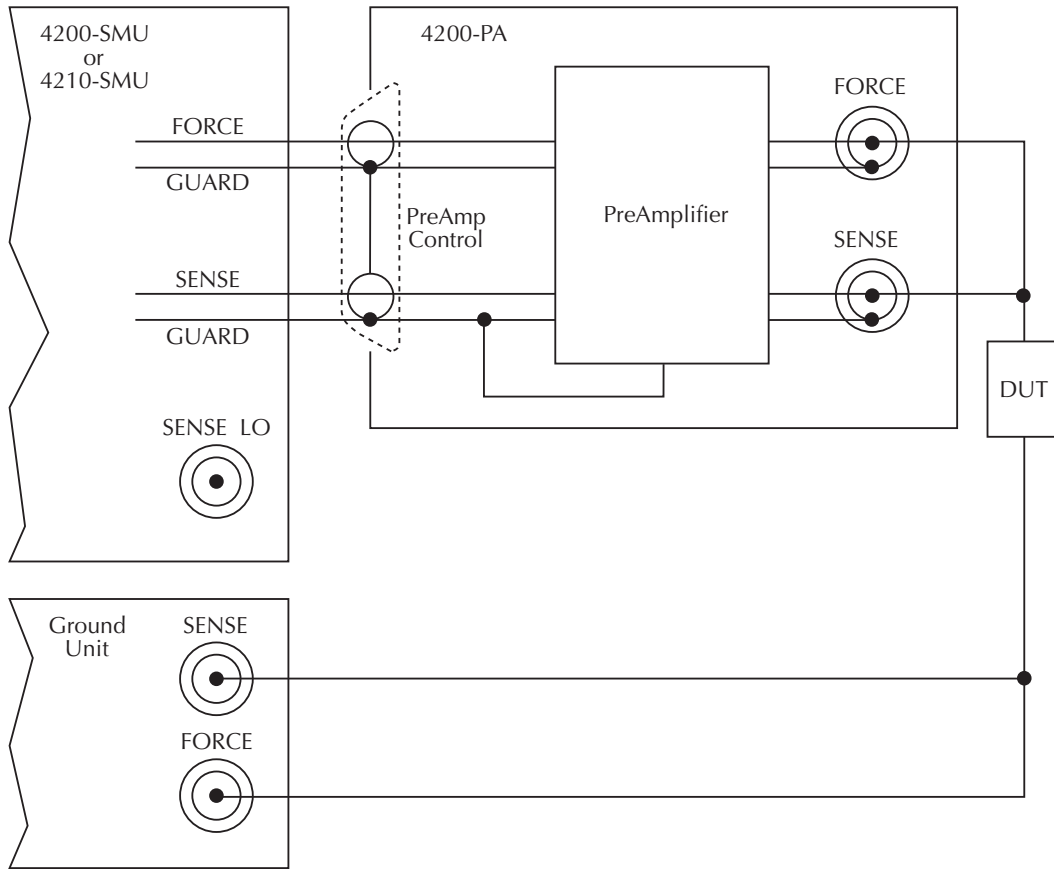 4200-SMU
or
4210-SMU
4200-PA
FORCE
FORCE
GUARD
PreAmp
Control
PreAmplifier
SENSE
SENSE
GUARD
DUT
SENSE LO
Ground
Unit
SENSE
FORCE